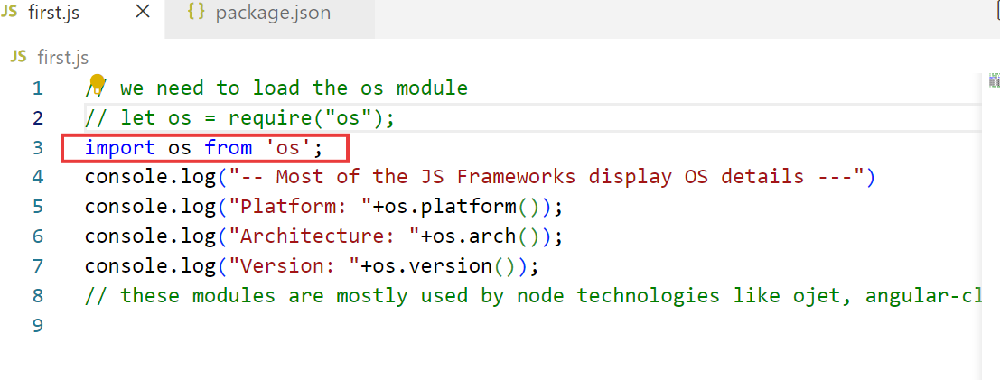 JS first.js × {} package.json
JS first.js
1 // we need to load the os module
2 // let os = require("os");
3 import os from 'os';
4 console.log("-- Most of the JS Frameworks display OS details ---")
5 console.log("Platform: "+os.platform());
6 console.log("Architecture: "+os.arch());
7 console.log("Version: "+os.version());
8 // these modules are mostly used by node technologies like ojet, angular-cl
9